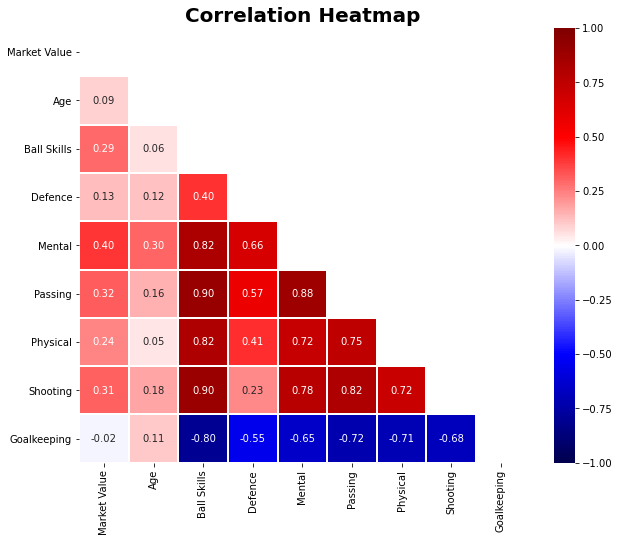 Correlation Heatmap
Market Value
Age 0.09
Ball Skills 0.29 0.06
Defence 0.13 0.12 0.40
Mental 0.40 0.30 0.82 0.66
Passing 0.32 0.16 0.90 0.57 0.88
Physical 0.24 0.05 0.82 0.41 0.72 0.75
Shooting 0.31 0.18 0.90 0.23 0.78 0.82 0.72
Goalkeeping -0.02 0.11 -0.80 -0.55 -0.65 -0.72 -0.71 -0.68
Market Value
Age
Ball Skills
Defence
Mental
Passing
Physical
Shooting
Goalkeeping
1.00
0.75
0.50
0.25
0.00
−0.25
−0.50
−0.75
−1.00